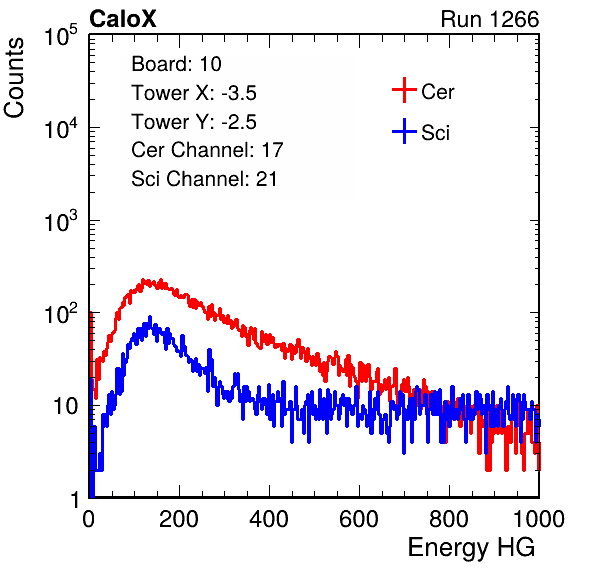 CaloX Run 1266
Counts
Board: 10
Tower X: -3.5
Tower Y: -2.5
Cer Channel: 17
Sci Channel: 21
Cer
Sci
10^5
10^4
10^3
10^2
10
1
0 200 400 600 800 1000
Energy HG